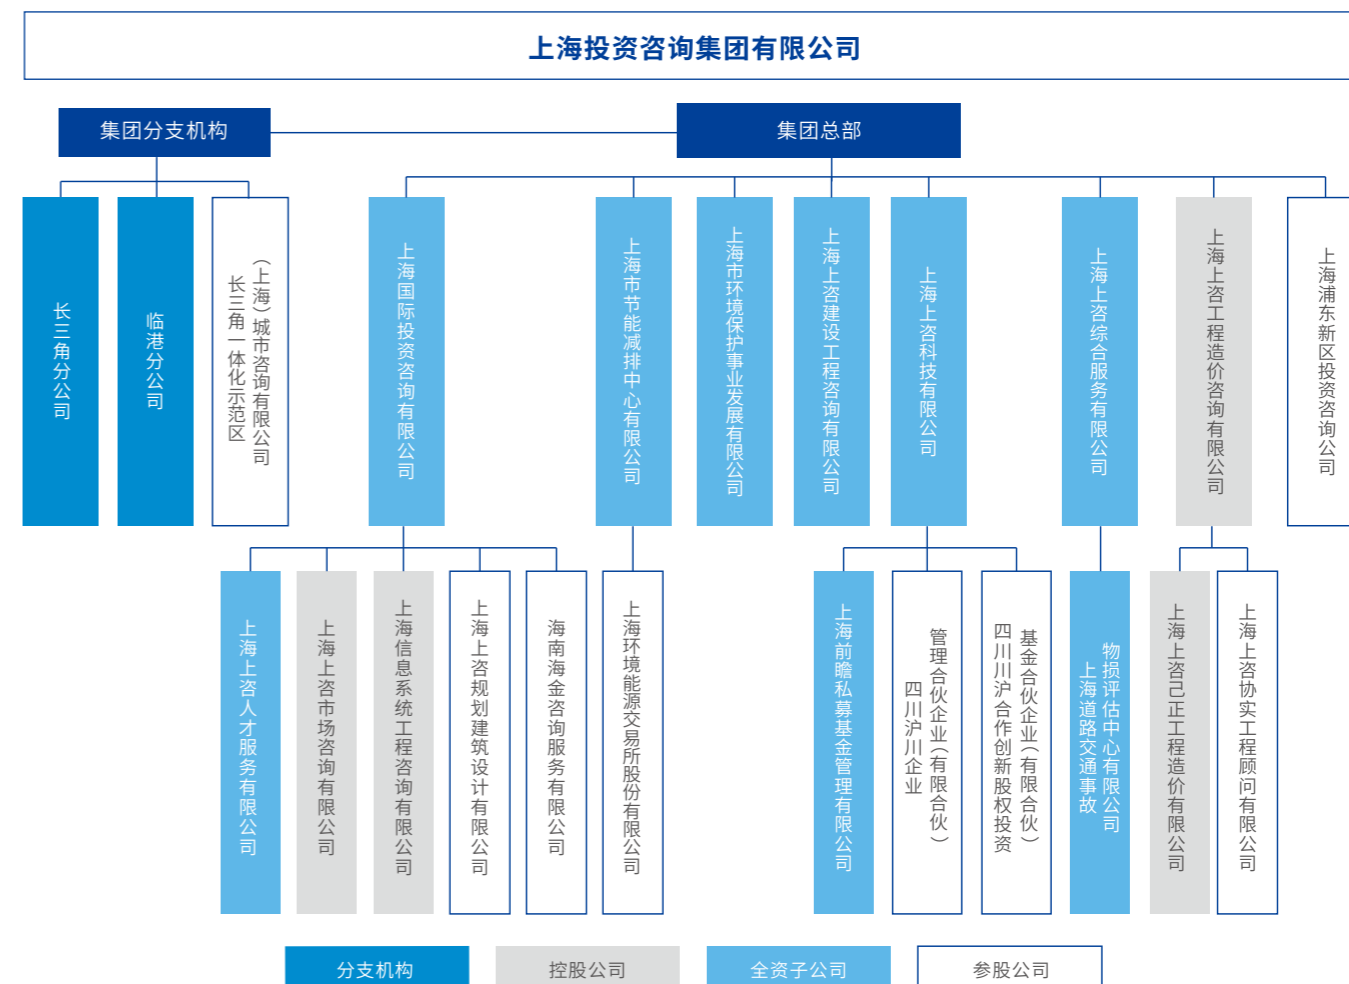 上海投资咨询集团有限公司
集团分支机构
集团总部
长三角分公司
临港分公司
长三角一体化示范区
（上海）城市咨询有限公司
上海国际投资咨询有限公司
上海市节能减排中心有限公司
上海市环境保护事业发展有限公司
上海上咨建设工程咨询有限公司
上海上咨科技有限公司
上海上咨综合服务有限公司
上海上咨工程造价咨询有限公司
上海浦东新区投资咨询公司
上海上咨人才服务有限公司
上海上咨市场咨询有限公司
上海信息系统工程咨询有限公司
上海上咨规划建筑设计有限公司
海南海金咨询服务有限公司
上海环境能源交易所股份有限公司
上海前瞻私募基金管理有限公司
四川沪川企业
管理合伙企业（有限合伙）
四川川沪合作创新股权投资
基金合伙企业（有限合伙）
上海道路交通事故
物损评估中心有限公司
上海上咨己正工程造价有限公司
上海上咨协实工程顾问有限公司
分支机构
控股公司
全资子公司
参股公司